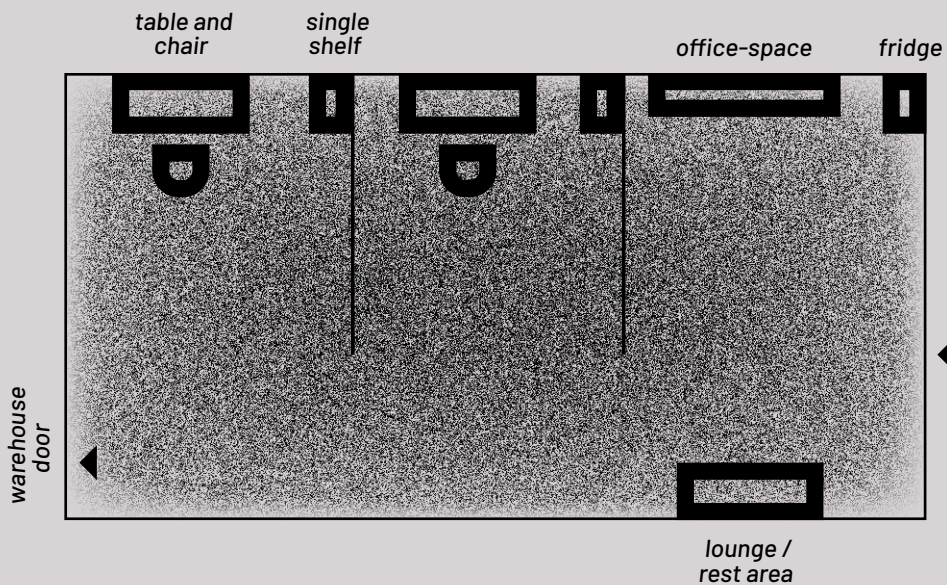 table and
chair
single
shelf
office-space
fridge
warehouse
door
lounge /
rest area